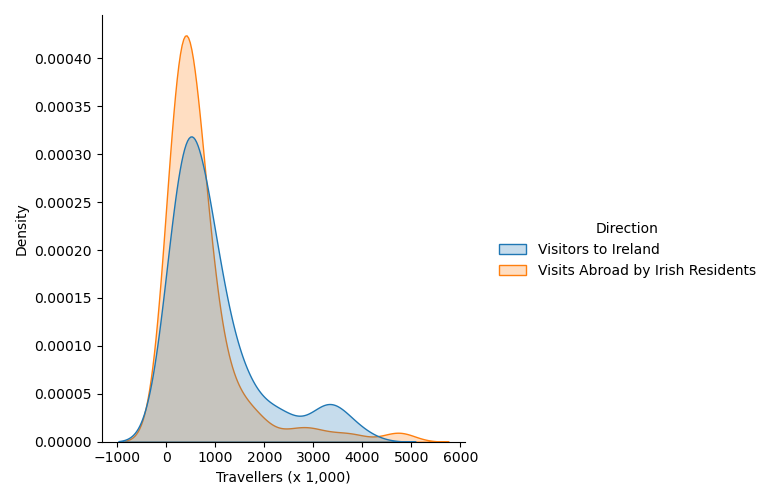 0.00040
0.00035
0.00030
0.00025
0.00020
0.00015
0.00010
0.00005
0.00000
Density
−1000 0 1000 2000 3000 4000 5000 6000
Travellers (x 1,000)
Direction
Visitors to Ireland
Visits Abroad by Irish Residents